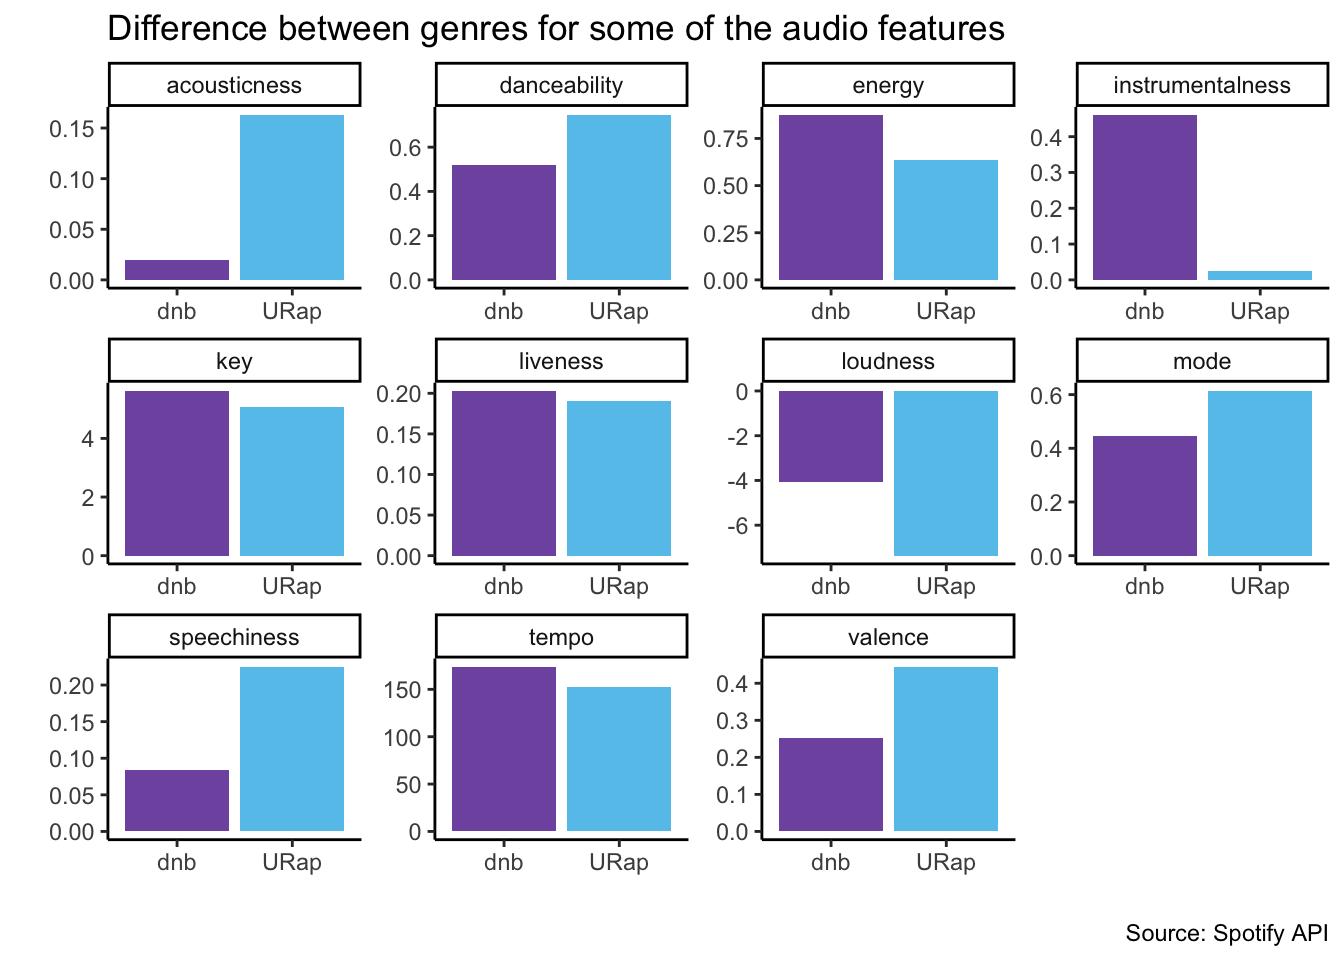 Difference between genres for some of the audio features
acousticness danceability energy instrumentalness
0.15 0.6 0.75 0.4
0.10 0.4 0.50 0.3
0.05 0.2 0.25 0.2
0.00 0.0 0.00 0.1
0.0
dnb URap dnb URap dnb URap dnb URap
key liveness loudness mode
4 0.20 0 0.6
2 0.15 -2 0.4
0 0.10 -4 0.2
0.05 -6 0.0
0.00
dnb URap dnb URap dnb URap dnb URap
speechiness tempo valence
0.20 150 0.4
0.15 100 0.3
0.10 50 0.2
0.05 0 0.1
0.00 0.0
dnb URap dnb URap dnb URap
Source: Spotify API